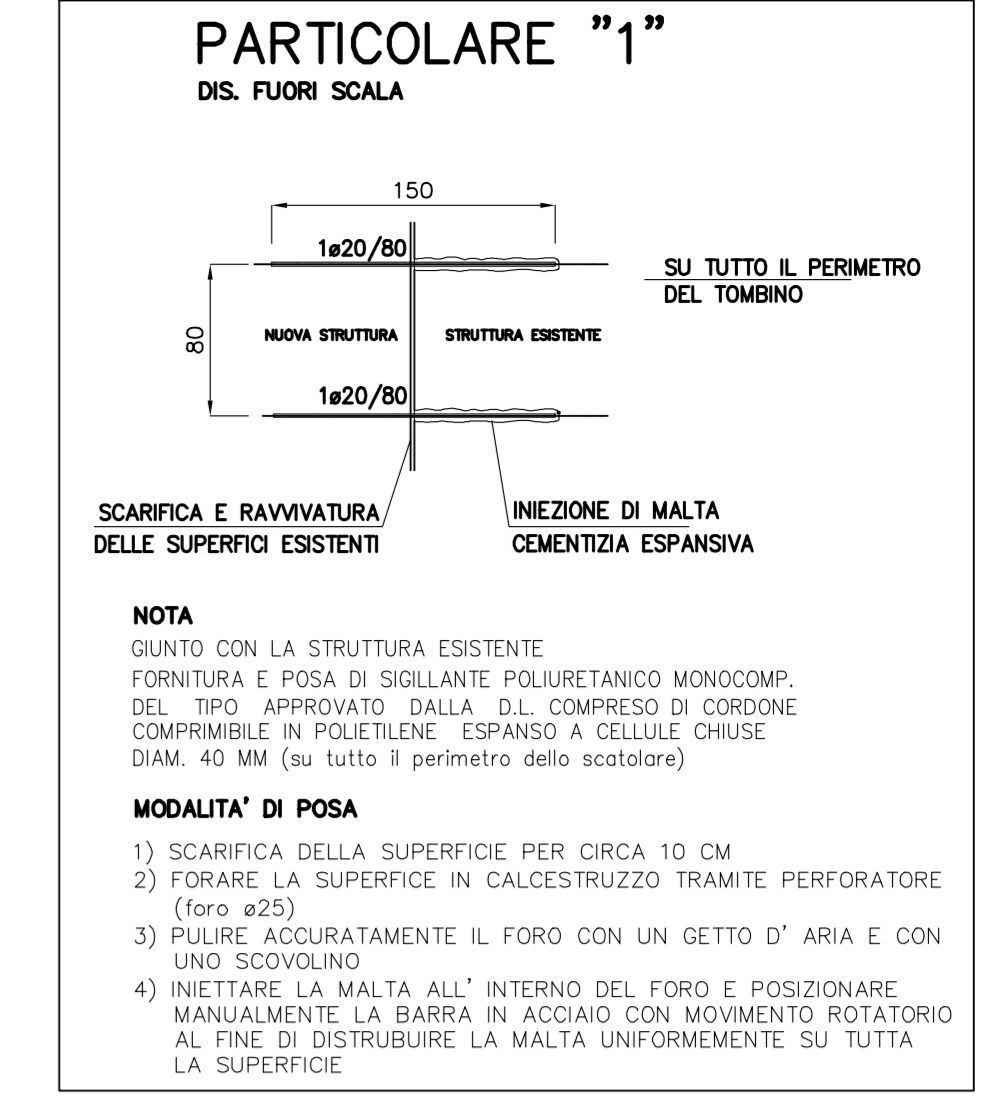 PARTICOLARE "1"
DIS. FUORI SCALA
150
1ø20/80
SU TUTTO IL PERIMETRO
DEL TOMBINO
80
NUOVA STRUTTURA
STRUTTURA ESISTENTE
1ø20/80
SCARIFICA E RAVVIVATURA
DELLE SUPERFICI ESISTENTI
INIEZIONE DI MALTA
CEMENTIZIA ESPANSIVA
NOTA
GIUNTO CON LA STRUTTURA ESISTENTE
FORNITURA E POSA DI SIGILLANTE POLIURETANICO MONOCOMP.
DEL TIPO APPROVATO DALLA D.L. COMPRESO DI CORDONE
COMPRIMIBILE IN POLIETILENE ESPANSO A CELLULE CHIUSE
DIAM. 40 MM (su tutto il perimetro dello scatolare)
MODALITA' DI POSA
1) SCARIFICA DELLA SUPERFICIE PER CIRCA 10 CM
2) FORARE LA SUPERFICE IN CALCESTRUZZO TRAMITE PERFORATORE
(foro ø25)
3) PULIRE ACCURATAMENTE IL FORO CON UN GETTO D' ARIA E CON
UNO SCOVOLINO
4) INIETTARE LA MALTA ALL' INTERNO DEL FORO E POSIZIONARE
MANUALMENTE LA BARRA IN ACCIAIO CON MOVIMENTO ROTATORIO
AL FINE DI DISTRUBUIRE LA MALTA UNIFORMEMENTE SU TUTTA
LA SUPERFICIE